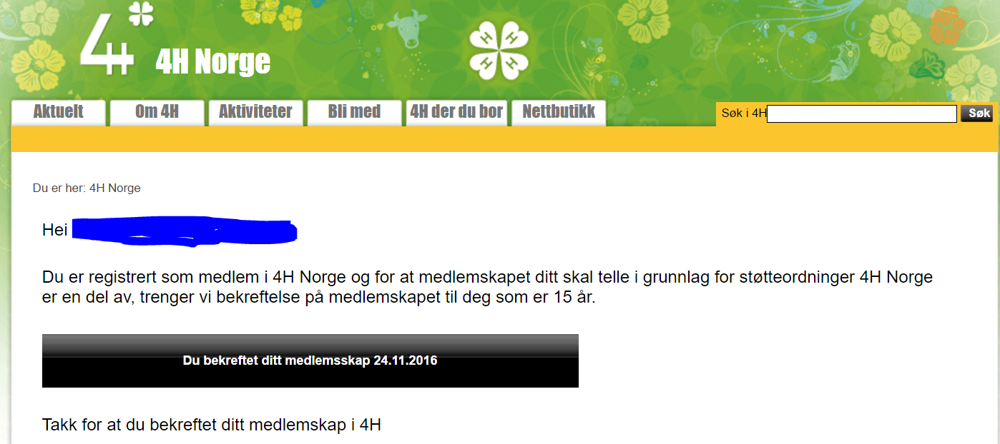 4H
4H Norge
H H H H
Aktuelt Om 4H Aktiviteter Bli med 4H der du bor Nettbutikk Søk i 4H Søk
Du er her: 4H Norge
Hei
Du er registrert som medlem i 4H Norge og for at medlemskapet ditt skal telle i grunnlag for støtteordninger 4H Norge
er en del av, trenger vi bekreftelse på medlemskapet til deg som er 15 år.
Du bekreftet ditt medlemsskap 24.11.2016
Takk for at du bekreftet ditt medlemskap i 4H